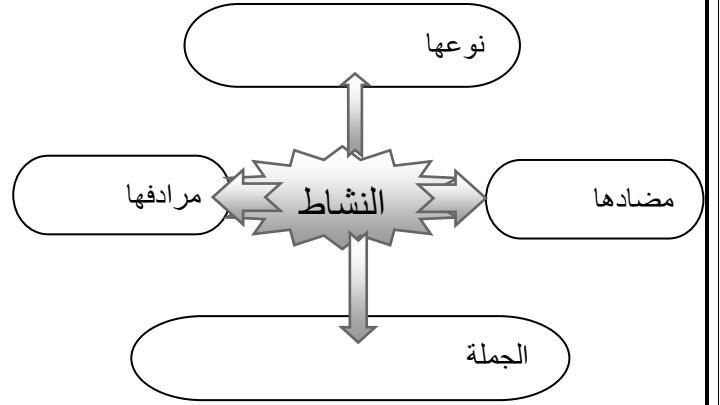 نوعها
مضادها
النشاط
مرادفها
الجملة